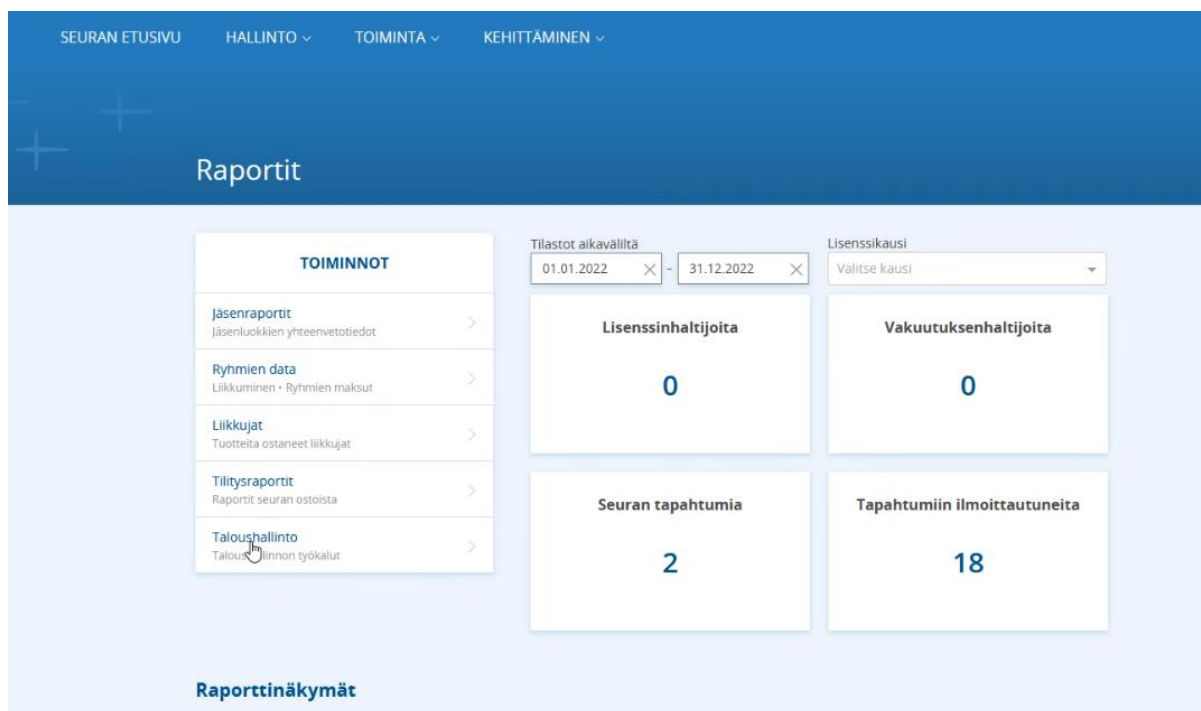 SEURAN ETUSIVU HALLINTO TOIMINTA KEHITTÄMINEN
Raportit
TOIMINNOT
Jäsenraportit
Jäsenluokkien yhteenvetotiedot
Ryhmien data
Liikkuminen • Ryhmien maksut
Liikkujat
Tuotteita ostaneet liikkujat
Tilitysraportit
Raportit seuran ostoista
Taloushallinto
työkalut
Tilastot aikaväliltä
01.01.2022 - 31.12.2022
Lisenssikausi
Valitse kausi
Lisenssinhaltijoita
0
Vakuutuksenhaltijoita
0
Seuran tapahtumia
2
Tapahtumiin ilmoittautuneita
18
Raporttinäkymät